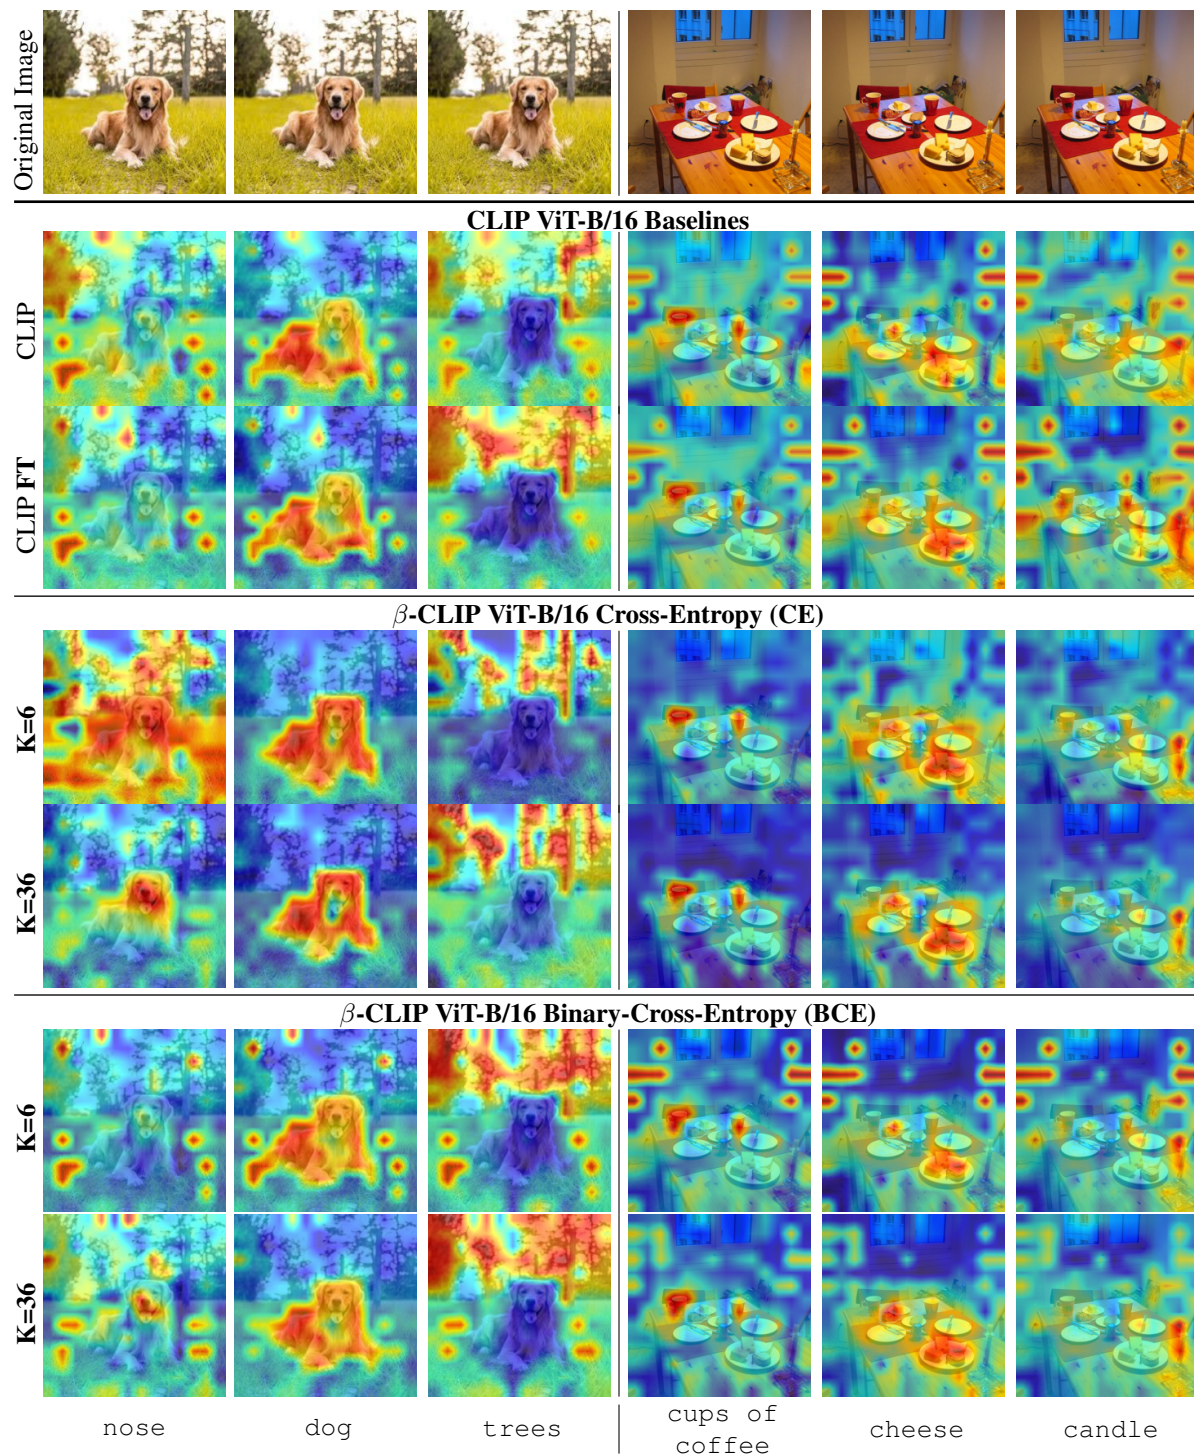 Original Image
CLIP ViT-B/16 Baselines
CLIP
CLIP FT
β-CLIP ViT-B/16 Cross-Entropy (CE)
K=6
K=36
β-CLIP ViT-B/16 Binary-Cross-Entropy (BCE)
K=6
K=36
nose
dog
trees
cups of
coffee
cheese
candle